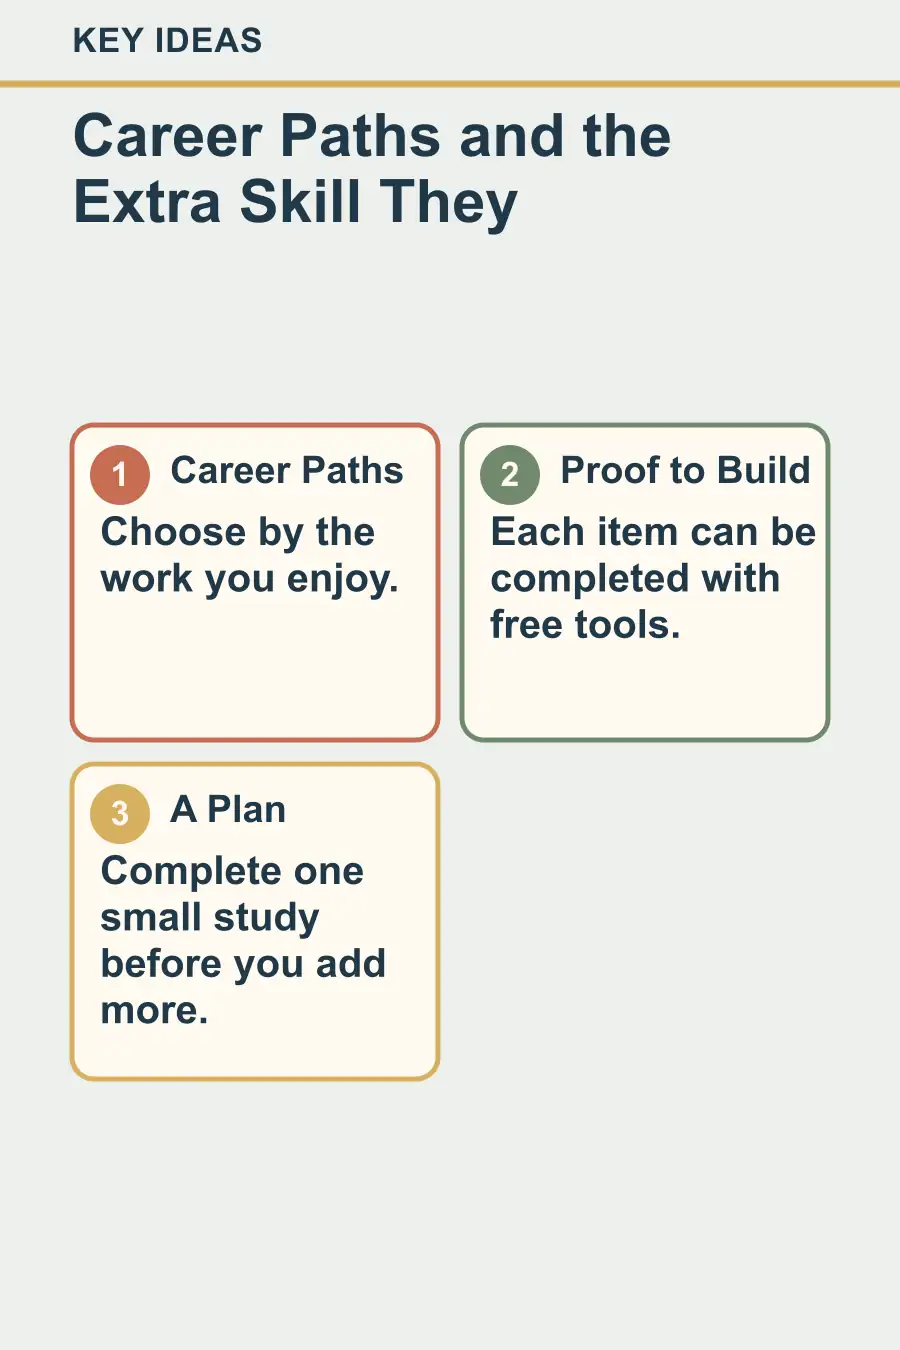 KEY IDEAS
Career Paths and the
Extra Skill They
1 Career Paths
Choose by the
work you enjoy.
2 Proof to Build
Each item can be
completed with
free tools.
3 A Plan
Complete one
small study
before you add
more.